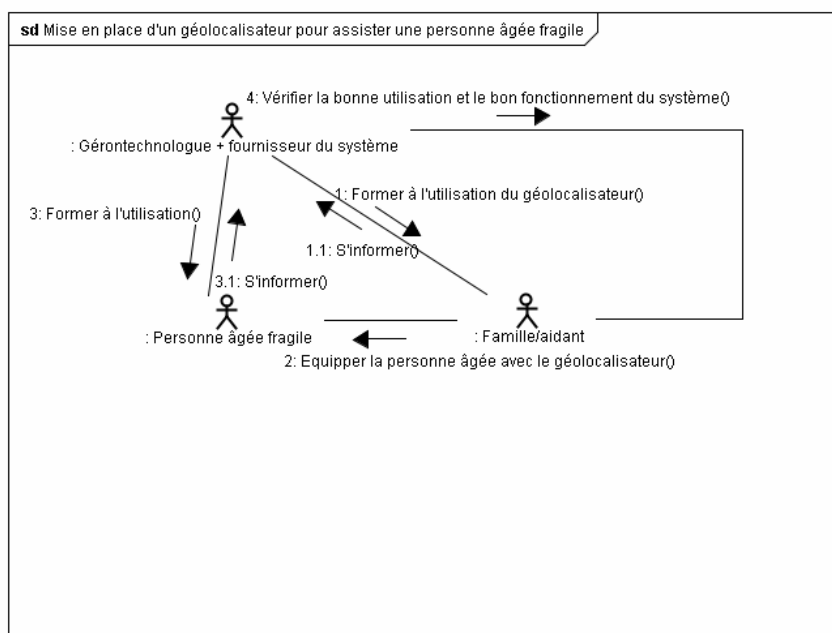 sd Mise en place d'un géolocalisateur pour assister une personne âgée fragile
4: Vérifier la bonne utilisation et le bon fonctionnement du système()
: Gérontechnologue + fournisseur du système
1: Former à l'utilisation du géolocalisateur()
3: Former à l'utilisation()
1.1: S'informer()
3.1: S'informer()
: Personne âgée fragile
: Famille/aidant
2: Equipper la personne âgée avec le géolocalisateur()